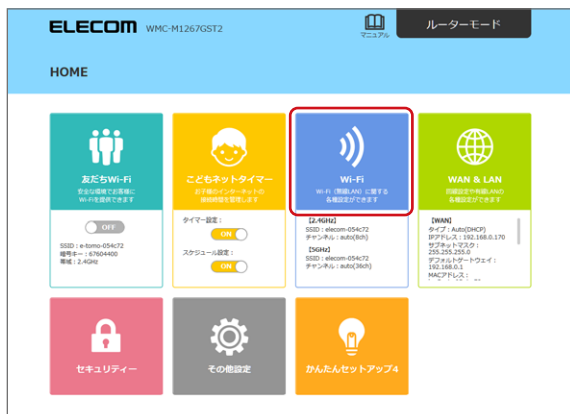 ELECOM WMC-M1267GST2
マニュアル
ルーターモード
HOME
友だちWi-Fi
安全な環境でお客様に
Wi-Fiを提供できます
OFF
SSID : e-tomo-054c72
暗号キー : 67604400
帯域 : 2.4GHz
こどもネットタイマー
お子様のインターネットの
接続時間を管理します
タイマー設定 :
ON
スケジュール設定 :
ON
Wi-Fi
Wi-Fi(無線LAN)に関する
各種設定ができます
【2.4GHz】
SSID : elecom-054c72
チャンネル : auto(8ch)
【5GHz】
SSID : elecom-054c72
チャンネル : auto(36ch)
WAN & LAN
回線設定や有線LANの
各種設定ができます
【WAN】
タイプ : Auto(DHCP)
IPアドレス : 192.168.0.170
サブネットマスク :
255.255.255.0
デフォルトゲートウェイ :
192.168.0.1
MACアドレス :
セキュリティー
その他設定
かんたんセットアップ4